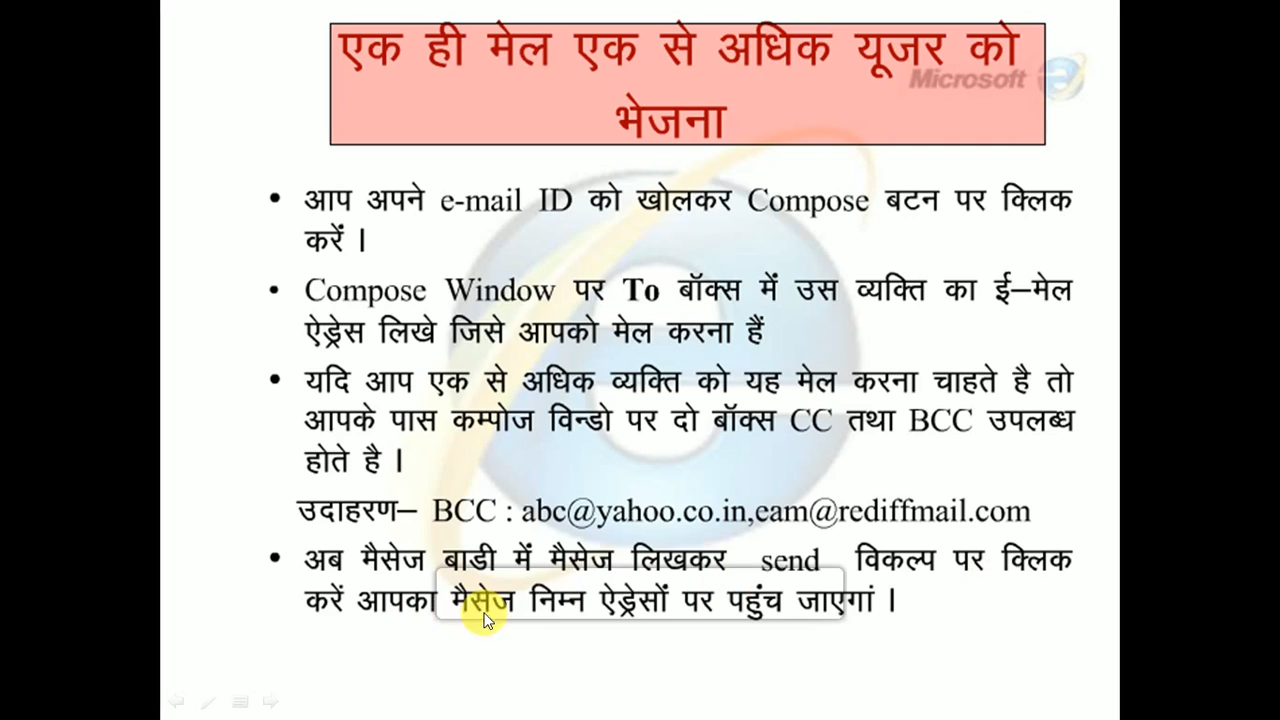 एक ही मेल एक से अधिक यूजर को
भेजना
Microsoft
• आप अपने e-mail ID को खोलकर Compose बटन पर क्लिक
करें ।
• Compose Window पर To बॉक्स में उस व्यक्ति का ई–मेल
ऐड्रेस लिखे जिसे आपको मेल करना हैं
• यदि आप एक से अधिक व्यक्ति को यह मेल करना चाहते है तो
आपके पास कम्पोज विन्डो पर दो बॉक्स CC तथा BCC उपलब्ध
होते है ।
उदाहरण– BCC : abc@yahoo.co.in,eam@rediffmail.com
• अब मैसेज बाडी में मैसेज लिखकर send विकल्प पर क्लिक
करें आपका मैसेज निम्न ऐड्रेसों पर पहुंच जाएगां ।